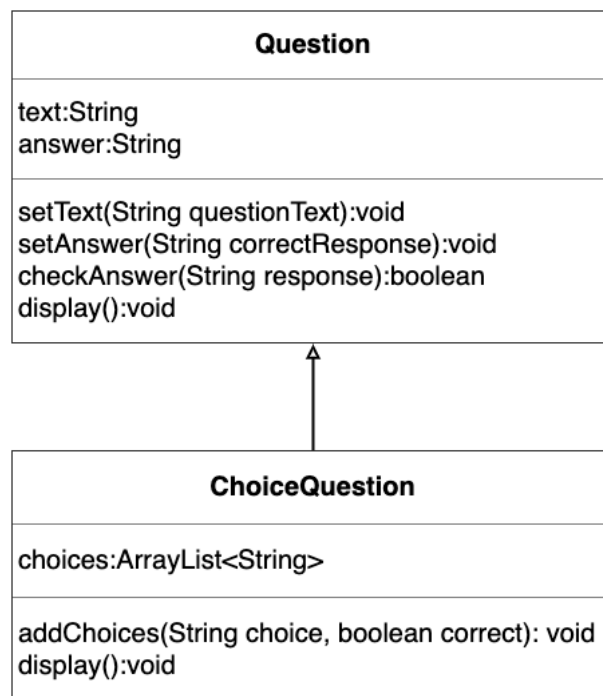 Question
text:String
answer:String
setText(String questionText):void
setAnswer(String correctResponse):void
checkAnswer(String response):boolean
display():void
ChoiceQuestion
choices:ArrayList<String>
addChoices(String choice, boolean correct): void
display():void